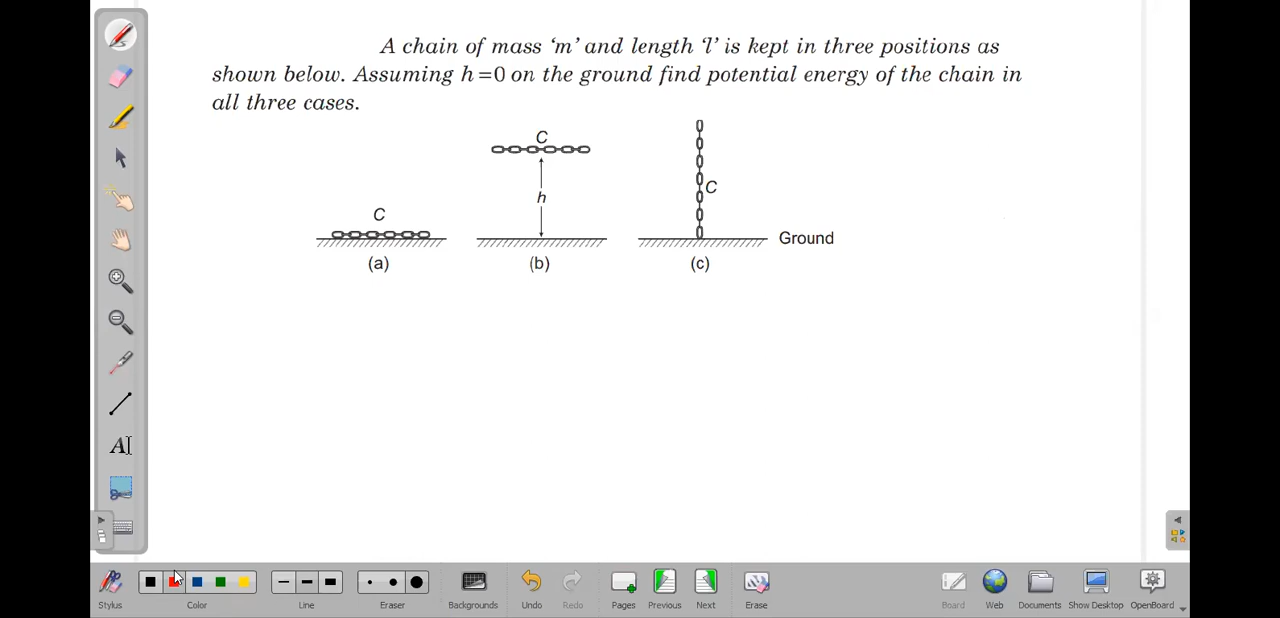 A chain of mass ‘m’ and length ‘l’ is kept in three positions as
shown below. Assuming h=0 on the ground find potential energy of the chain in
all three cases.
C
C
C
h
Ground
(a)
(b)
(c)
A
Stylus
Color
Line
Eraser
Backgrounds
Undo
Redo
Pages
Previous
Next
Erase
Board
Web
Documents
Show Desktop
OpenBoard